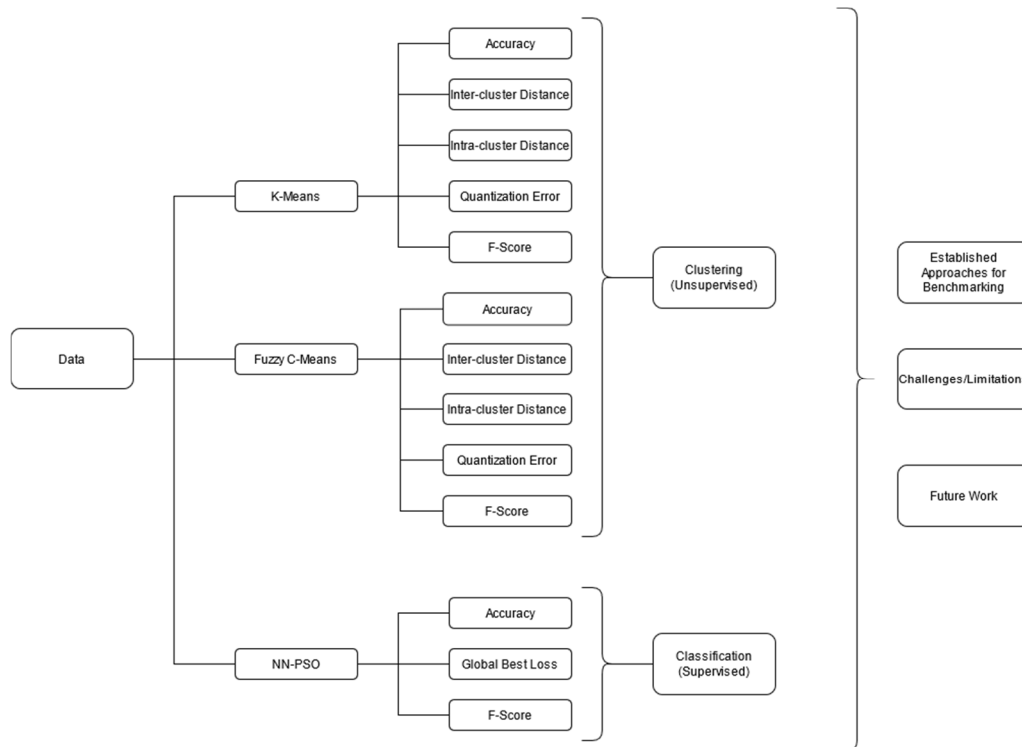 Data
K-Means
Accuracy
Inter-cluster Distance
Intra-cluster Distance
Quantization Error
F-Score
Fuzzy C-Means
Accuracy
Inter-cluster Distance
Intra-cluster Distance
Quantization Error
F-Score
Clustering
(Unsupervised)
NN-PSO
Accuracy
Global Best Loss
F-Score
Classification
(Supervised)
Established
Approaches for
Benchmarking
Challenges/Limitation
Future Work